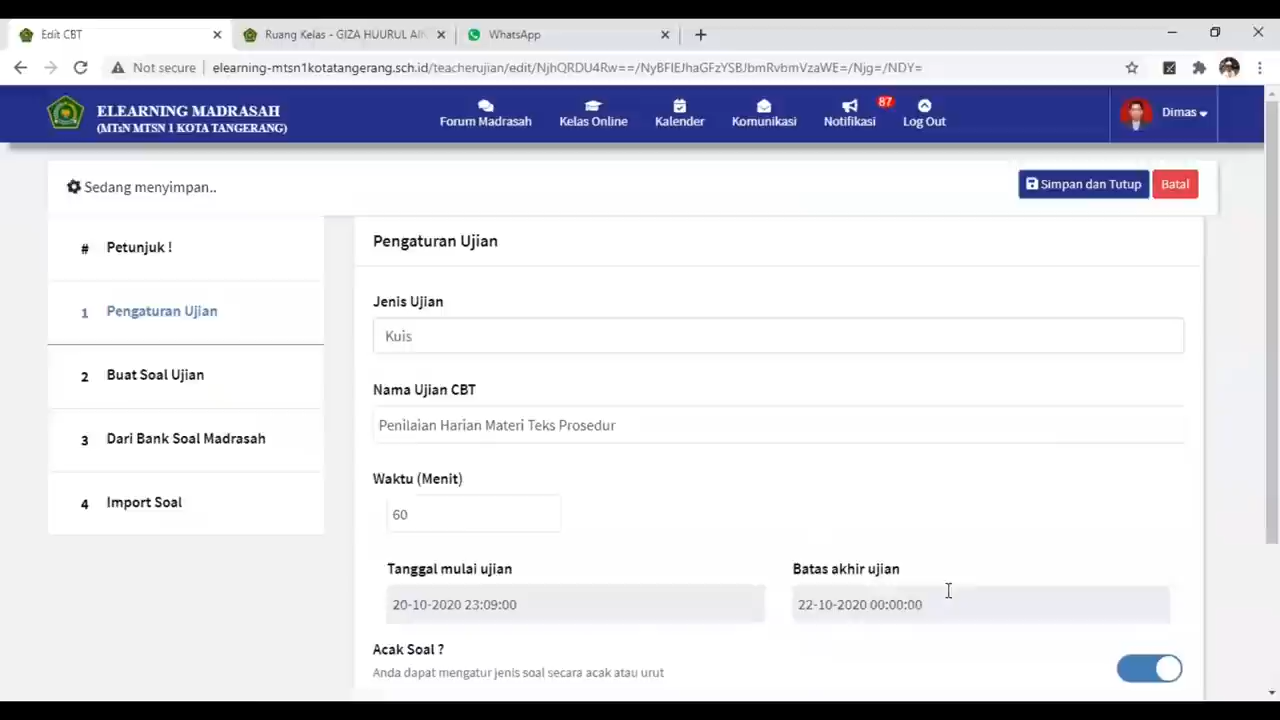 Edit CBT
Ruang Kelas - GIZA HUURUL AI
WhatsApp
Not secure
elearning-mtsn1kotatangerang.sch.id/teacherujian/edit/NjhQRDU4Rw==/NyBFIEJhaGFzYSBJbmRvbmVzaWE=/Njg=/NDY=
ELEARNING MADRASAH
(MTsN MTSN 1 KOTA TANGERANG)
Forum Madrasah
Kelas Online
Kalender
Komunikasi
Notifikasi
87
Log Out
Dimas
Sedang menyimpan..
Simpan dan Tutup
Batal
# Petunjuk !
1 Pengaturan Ujian
2 Buat Soal Ujian
3 Dari Bank Soal Madrasah
4 Import Soal
Pengaturan Ujian
Jenis Ujian
Kuis
Nama Ujian CBT
Penilaian Harian Materi Teks Prosedur
Waktu (Menit)
60
Tanggal mulai ujian
20-10-2020 23:09:00
Batas akhir ujian
22-10-2020 00:00:00
Acak Soal ?
Anda dapat mengatur jenis soal secara acak atau urut